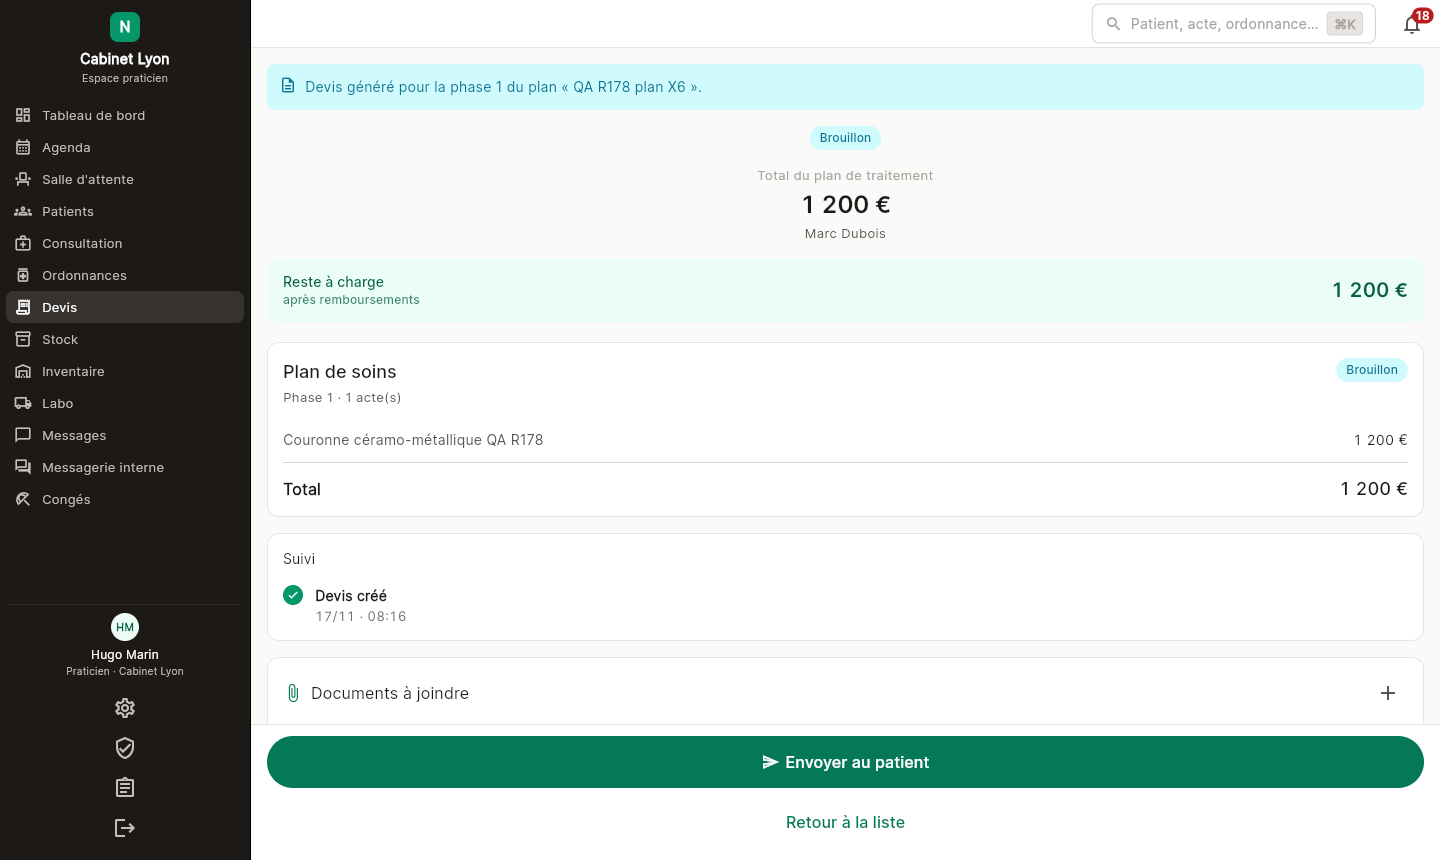 N
Cabinet Lyon
Espace praticien
Tableau de bord
Agenda
Salle d'attente
Patients
Consultation
Ordonnances
Devis
Stock
Inventaire
Labo
Messages
Messagerie interne
Congés
HM
Hugo Marin
Praticien · Cabinet Lyon
Patient, acte, ordonnance... ⌘K
18
Devis généré pour la phase 1 du plan « QA R178 plan X6 ».
Brouillon
Total du plan de traitement
1 200 €
Marc Dubois
Reste à charge
après remboursements
1 200 €
Plan de soins
Brouillon
Phase 1 · 1 acte(s)
Couronne céramo-métallique QA R178 1 200 €
Total 1 200 €
Suivi
Devis créé
17/11 · 08:16
Documents à joindre
Envoyer au patient
Retour à la liste